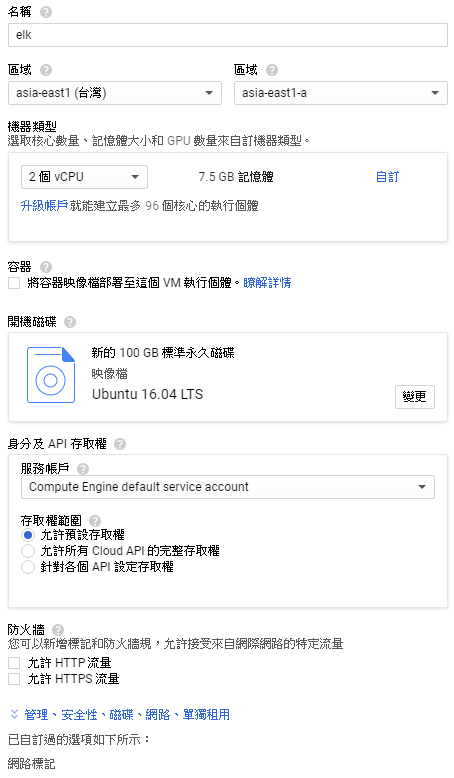 名稱
elk
區域 區域
asia-east1 (台灣) asia-east1-a
機器類型
選取核心數量、記憶體大小和 GPU 數量來自訂機器類型。
2 個 vCPU 7.5 GB 記憶體 自訂
升級帳戶就能建立最多 96 個核心的執行個體
容器
將容器映像檔部署至這個 VM 執行個體。瞭解詳情
開機磁碟
新的 100 GB 標準永久磁碟
映像檔
Ubuntu 16.04 LTS
變更
身分及 API 存取權
服務帳戶
Compute Engine default service account
存取權範圍
允許預設存取權
允許所有 Cloud API 的完整存取權
針對各個 API 設定存取權
防火牆
您可以新增標記和防火牆規，允許接受來自網際網路的特定流量
允許 HTTP 流量
允許 HTTPS 流量
管理、安全性、磁碟、網路、單獨租用
已自訂過的選項如下所示：
網路標記